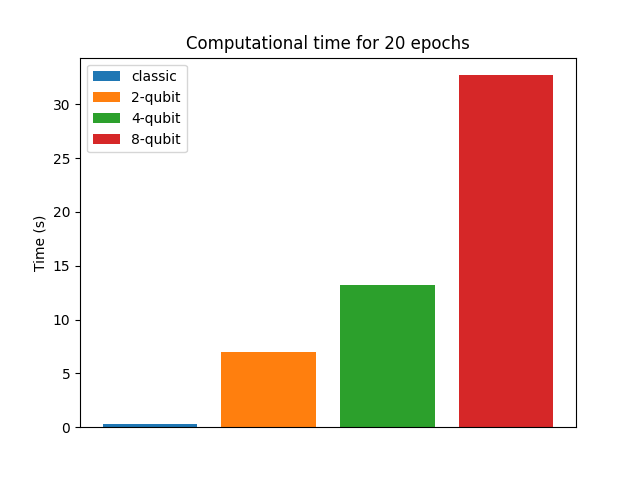 Computational time for 20 epochs
classic
2-qubit
4-qubit
8-qubit
Time (s)
30
25
20
15
10
5
0